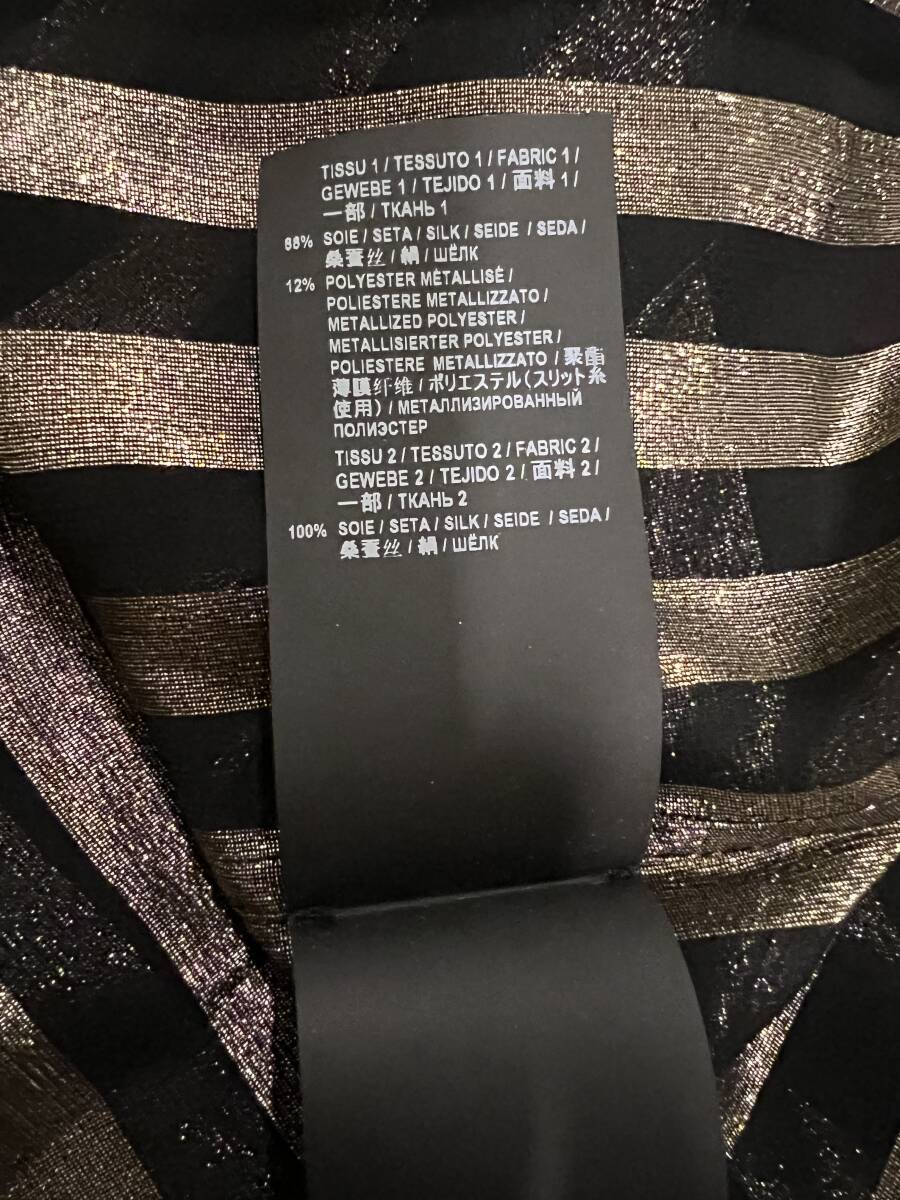 TISSU 1 / TESSUTO 1 / FABRIC 1 /
GEWEBE 1 / TEJIDO 1 / 面料 1 /
一部 / ТКАНЬ 1
88% SOIE / SETA / SILK / SEIDE / SEDA /
桑蚕丝 / 絹 / ШЁЛК
12% POLYESTER MÉTALLISÉ /
POLIESTERE METALLIZZATO /
METALLIZED POLYESTER /
METALLISIERTER POLYESTER /
POLIESTERE METALLIZZATO / 聚酯
薄膜纤维 / ポリエステル(スリット糸
使用) / МЕТАЛЛИЗИРОВАННЫЙ
ПОЛИЭСТЕР
TISSU 2 / TESSUTO 2 / FABRIC 2 /
GEWEBE 2 / TEJIDO 2 / 面料 2 /
一部 / ТКАНЬ 2
100% SOIE / SETA / SILK / SEIDE / SEDA /
桑蚕丝 / 絹 / ШЁЛК